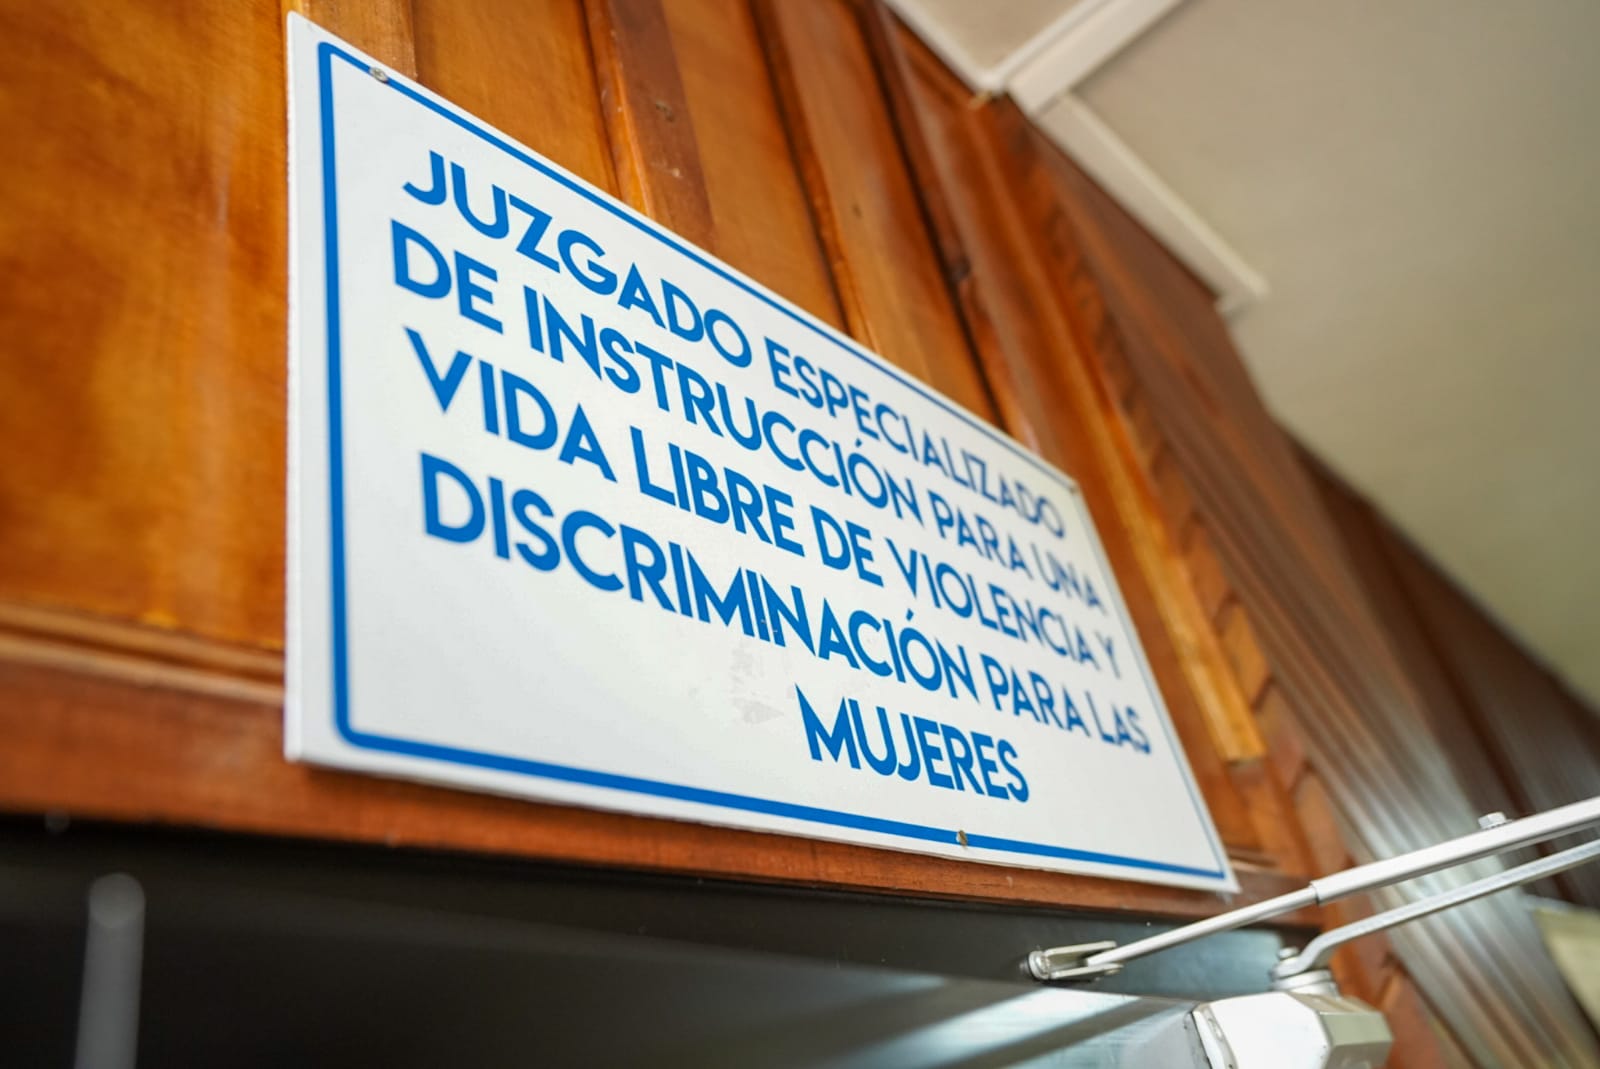 JUZGADO ESPECIALIZADO
DE INSTRUCCIÓN PARA UNA
VIDA LIBRE DE VIOLENCIA Y
DISCRIMINACIÓN PARA LAS
MUJERES